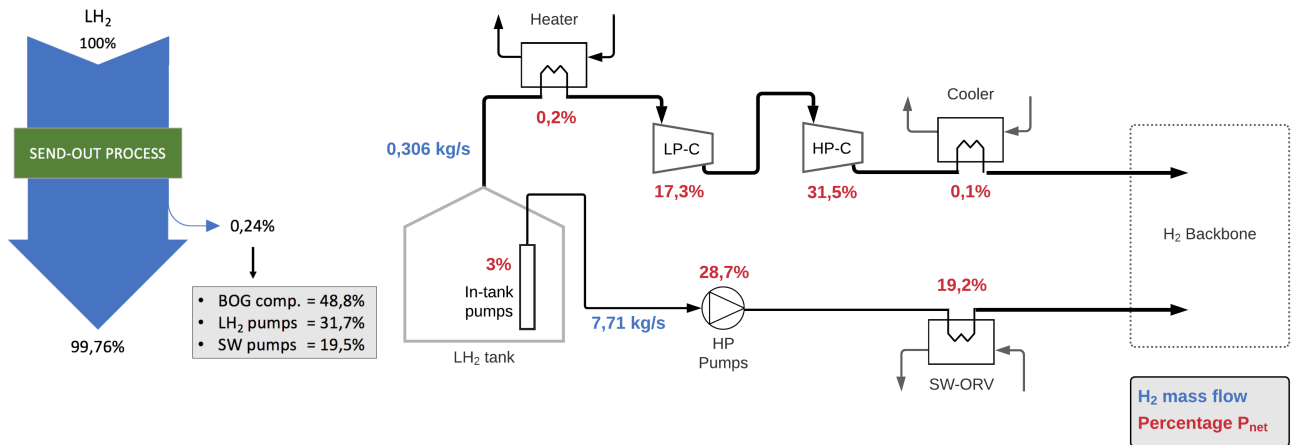 LH₂
100%
SEND-OUT PROCESS
0,24%
• BOG comp. = 48,8%
• LH₂ pumps = 31,7%
• SW pumps = 19,5%
99,76%
Heater
0,2%
0,306 kg/s
LP-C
17,3%
HP-C
31,5%
Cooler
0,1%
H₂ Backbone
3%
In-tank
pumps
LH₂ tank
7,71 kg/s
28,7%
HP
Pumps
19,2%
SW-ORV
H₂ mass flow
Percentage Pnet